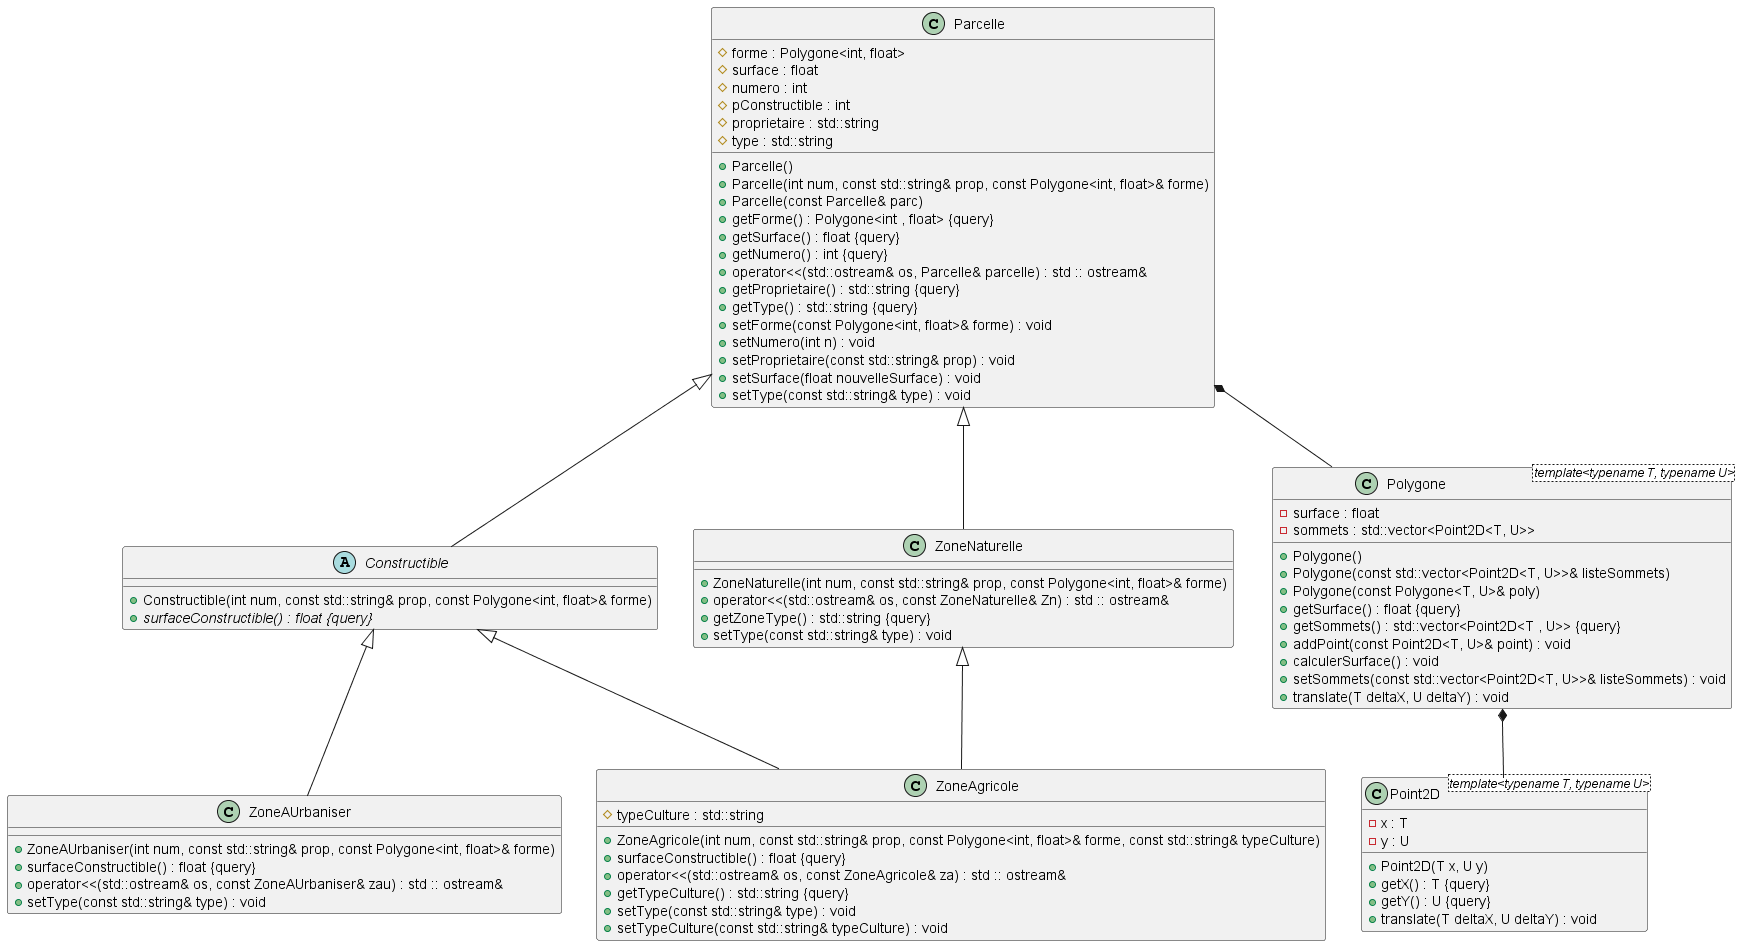 C Parcelle
forme : Polygone<int, float>
surface : float
numero : int
pConstructible : int
proprietaire : std::string
type : std::string
Parcelle()
Parcelle(int num, const std::string& prop, const Polygone<int, float>& forme)
Parcelle(const Parcelle& parc)
getForme() : Polygone<int , float> {query}
getSurface() : float {query}
getNumero() : int {query}
operator<<(std::ostream& os, Parcelle& parcelle) : std :: ostream&
getProprietaire() : std::string {query}
getType() : std::string {query}
setForme(const Polygone<int, float>& forme) : void
setNumero(int n) : void
setProprietaire(const std::string& prop) : void
setSurface(float nouvelleSurface) : void
setType(const std::string& type) : void
A Constructible
Constructible(int num, const std::string& prop, const Polygone<int, float>& forme)
surfaceConstructible() : float {query}
C ZoneNaturelle
ZoneNaturelle(int num, const std::string& prop, const Polygone<int, float>& forme)
operator<<(std::ostream& os, const ZoneNaturelle& Zn) : std :: ostream&
getZoneType() : std::string {query}
setType(const std::string& type) : void
template<typename T, typename U>
C Polygone
surface : float
sommets : std::vector<Point2D<T, U>>
Polygone()
Polygone(const std::vector<Point2D<T, U>>& listeSommets)
Polygone(const Polygone<T, U>& poly)
getSurface() : float {query}
getSommets() : std::vector<Point2D<T , U>> {query}
addPoint(const Point2D<T, U>& point) : void
calculerSurface() : void
setSommets(const std::vector<Point2D<T, U>>& listeSommets) : void
translate(T deltaX, U deltaY) : void
C ZoneAUrbaniser
ZoneAUrbaniser(int num, const std::string& prop, const Polygone<int, float>& forme)
surfaceConstructible() : float {query}
operator<<(std::ostream& os, const ZoneAUrbaniser& zau) : std :: ostream&
setType(const std::string& type) : void
C ZoneAgricole
typeCulture : std::string
ZoneAgricole(int num, const std::string& prop, const Polygone<int, float>& forme, const std::string& typeCulture)
surfaceConstructible() : float {query}
operator<<(std::ostream& os, const ZoneAgricole& za) : std :: ostream&
getTypeCulture() : std::string {query}
setType(const std::string& type) : void
setTypeCulture(const std::string& typeCulture) : void
template<typename T, typename U>
C Point2D
x : T
y : U
Point2D(T x, U y)
getX() : T {query}
getY() : U {query}
translate(T deltaX, U deltaY) : void